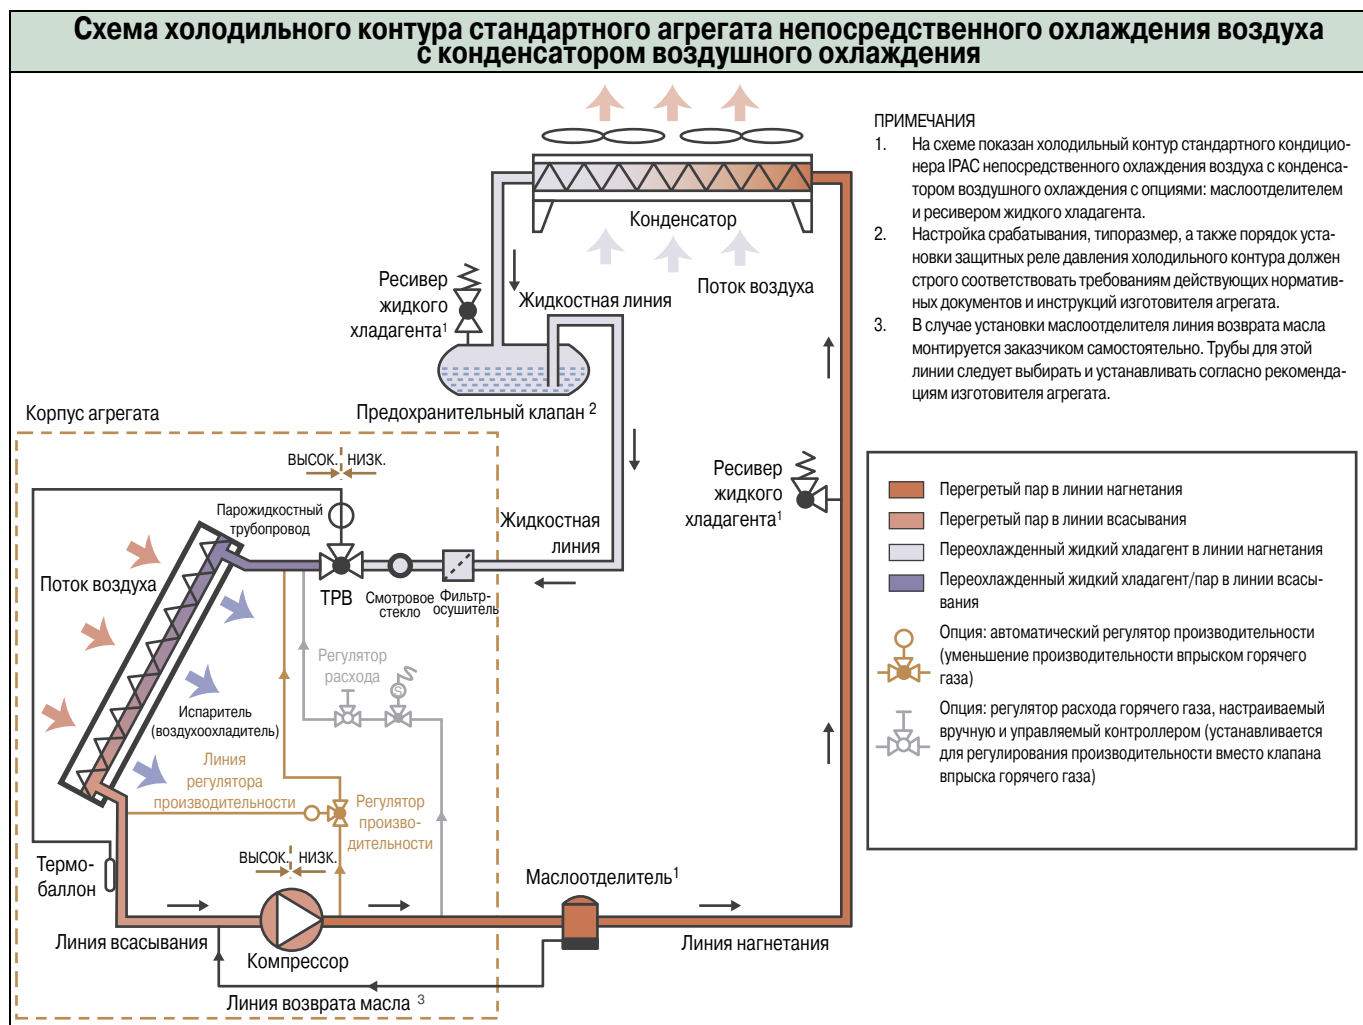 Схема холодильного контура стандартного агрегата непосредственного охлаждения воздуха
с конденсатором воздушного охлаждения
ПРИМЕЧАНИЯ
1. На схеме показан холодильный контур стандартного кондицио-
нера IPAC непосредственного охлаждения воздуха с конденса-
тором воздушного охлаждения с опциями: маслоотделителем
и ресивером жидкого хладагента.
2. Настройка срабатывания, типоразмер, а также порядок уста-
новки защитных реле давления холодильного контура должен
строго соответствовать требованиям действующих норматив-
ных документов и инструкций изготовителя агрегата.
3. В случае установки маслоотделителя линия возврата масла
монтируется заказчиком самостоятельно. Трубы для этой
линии следует выбирать и устанавливать согласно рекоменда-
циям изготовителя агрегата.
Конденсатор
Поток воздуха
Ресивер
жидкого
хладагента1
Жидкостная линия
Предохранительный клапан 2
Корпус агрегата
ВЫСОК. НИЗК.
Парожидкостный
трубопровод
Жидкостная
линия
Ресивер
жидкого
хладагента1
Поток воздуха
ТРВ
Смотровое
стекло
Фильтр-
осушитель
Регулятор
расхода
S
Испаритель
(воздухоохладитель)
Линия
регулятора
производительности
Регулятор
произво-
дительности
Термо-
баллон
ВЫСОК. НИЗК.
Маслоотделитель1
Линия всасывания
Компрессор
Линия нагнетания
Линия возврата масла 3
Перегретый пар в линии нагнетания
Перегретый пар в линии всасывания
Переохлажденный жидкий хладагент в линии нагнетания
Переохлажденный жидкий хладагент/пар в линии всасы-
вания
Опция: автоматический регулятор производительности
(уменьшение производительности впрыском горячего
газа)
Опция: регулятор расхода горячего газа, настраиваемый
вручную и управляемый контроллером (устанавливается
для регулирования производительности вместо клапана
впрыска горячего газа)